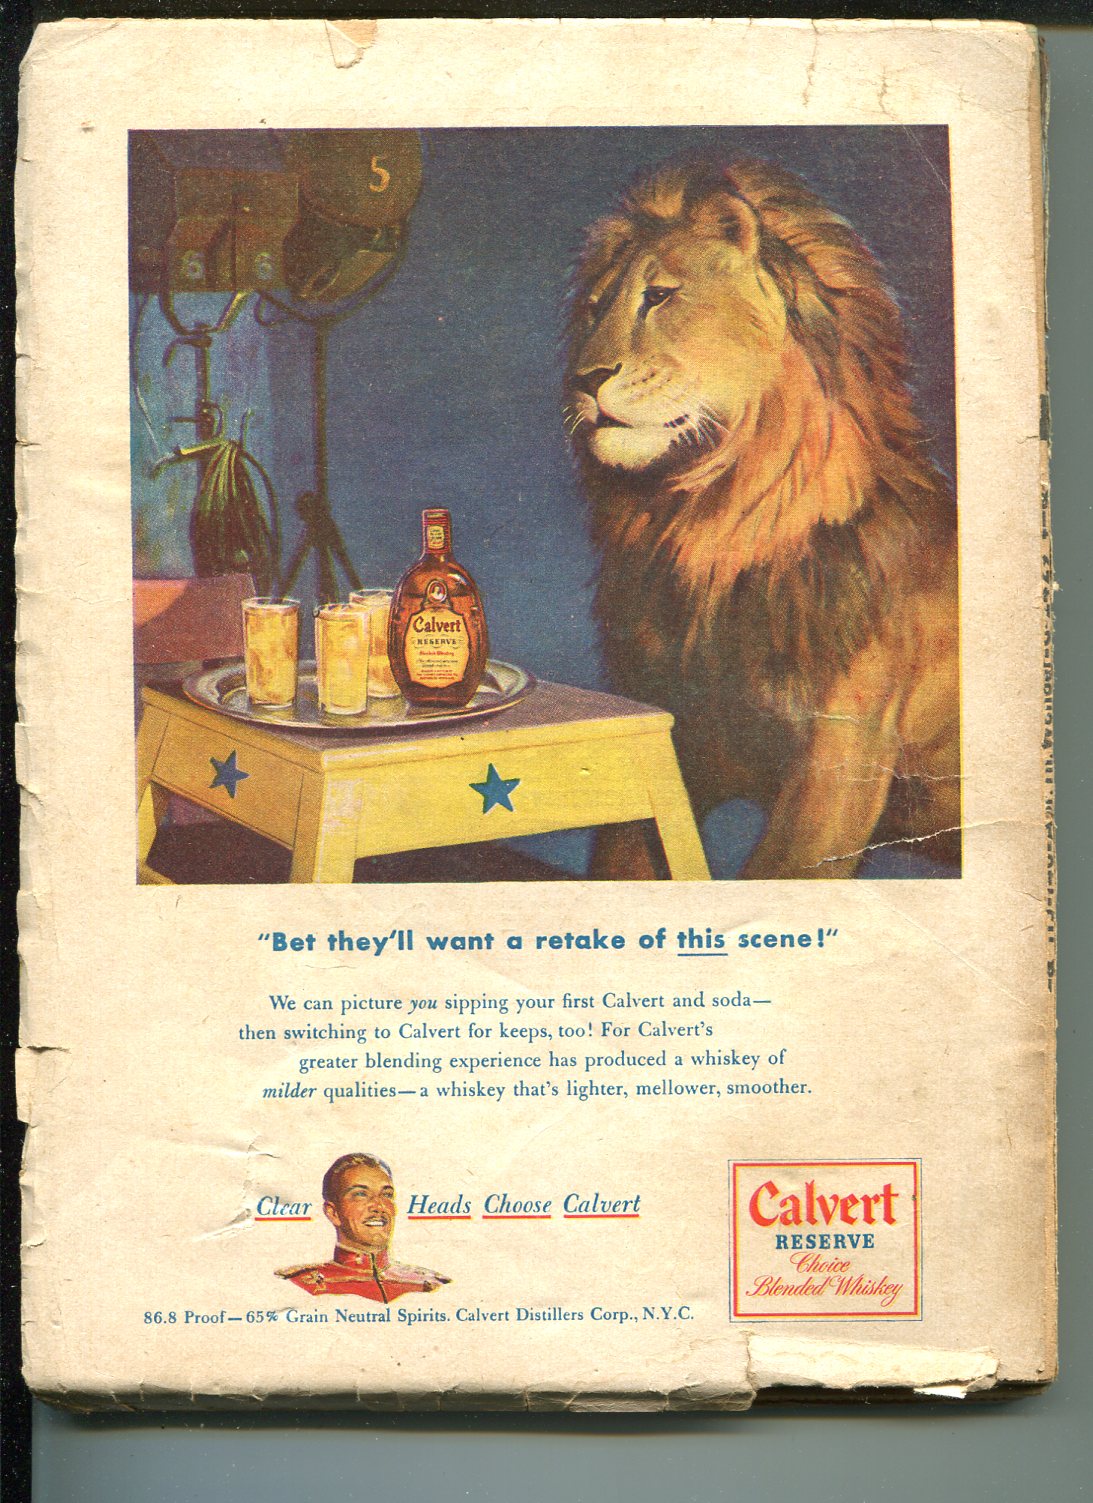 5
6 6
Calvert
RESERVE
Blended Whiskey
"Bet they'll want a retake of this scene!"
We can picture you sipping your first Calvert and soda—
then switching to Calvert for keeps, too! For Calvert's
greater blending experience has produced a whiskey of
milder qualities—a whiskey that's lighter, mellower, smoother.
Clear Heads Choose Calvert
86.8 Proof—65% Grain Neutral Spirits. Calvert Distillers Corp., N.Y.C.
Calvert
RESERVE
Choice
Blended Whiskey